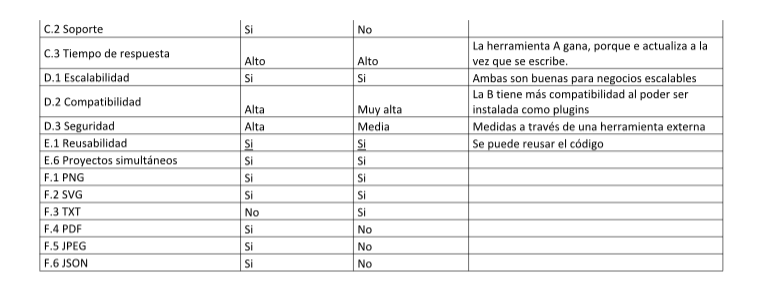 C.2 Soporte Si No
C.3 Tiempo de respuesta Alto Alto La herramienta A gana, porque e actualiza a la
vez que se escribe.
D.1 Escalabilidad Si Si Ambas son buenas para negocios escalables
D.2 Compatibilidad Alta Muy alta La B tiene más compatibilidad al poder ser
instalada como plugins
D.3 Seguridad Alta Media Medidas a través de una herramienta externa
E.1 Reusabilidad Si Si Se puede reusar el código
E.6 Proyectos simultáneos Si Si
F.1 PNG Si Si
F.2 SVG Si Si
F.3 TXT No Si
F.4 PDF Si No
F.5 JPEG Si No
F.6 JSON Si No